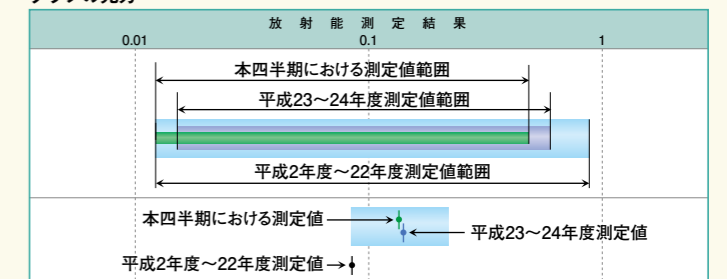 放射能測定結果
0.01 0.1 1
本四半期における測定値範囲
平成23〜24年度測定値範囲
平成2年度〜22年度測定値範囲
本四半期における測定値
平成23〜24年度測定値
平成2年度〜22年度測定値